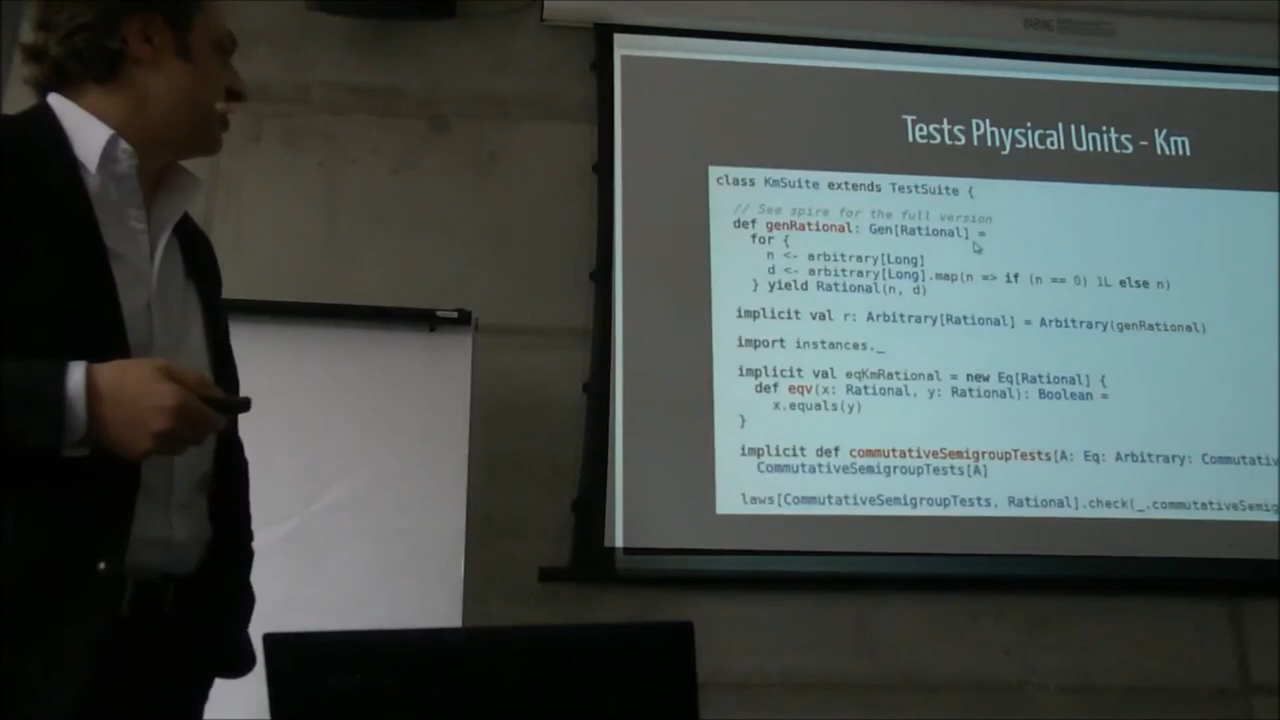 Tests Physical Units - Km
class KmSuite extends TestSuite {
// See spire for the full version
def genRational: Gen[Rational] =
for {
n <- arbitrary[Long]
d <- arbitrary[Long].map(n => if (n == 0) 1L else n)
} yield Rational(n, d)
implicit val r: Arbitrary[Rational] = Arbitrary(genRational)
import instances._
implicit val eqKmRational = new Eq[Rational] {
def eqv(x: Rational, y: Rational): Boolean =
x.equals(y)
}
implicit def commutativeSemigroupTests[A: Eq: Arbitrary: Commutativ
CommutativeSemigroupTests[A]
laws[CommutativeSemigroupTests, Rational].check(_.commutativeSemig